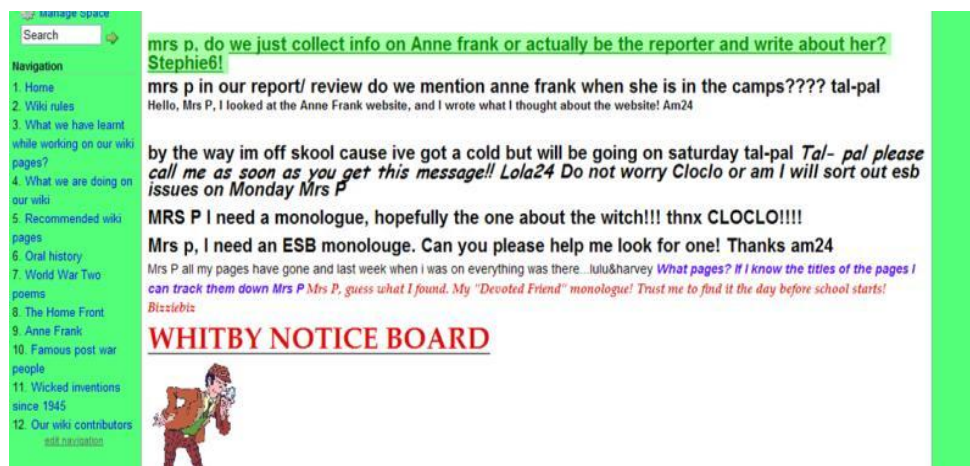 Manage Space
Search
Navigation
1. Home
2. Wiki rules
3. What we have learnt
while working on our wiki
pages?
4. What we are doing on
our wiki
5. Recommended wiki
pages
6. Oral history
7. World War Two
poems
8. The Home Front
9. Anne Frank
10. Famous post war
people
11. Wicked inventions
since 1945
12. Our wiki contributors
edit navigation
mrs p, do we just collect info on Anne frank or actually be the reporter and write about her?
Stephie6!
mrs p in our report/ review do we mention anne frank when she is in the camps???? tal-pal
Hello, Mrs P, I looked at the Anne Frank website, and I wrote what I thought about the website! Am24
by the way im off skool cause ive got a cold but will be going on saturday tal-pal Tal- pal please
call me as soon as you get this message!! Lola24 Do not worry Cloclo or am I will sort out esb
issues on Monday Mrs P
MRS P I need a monologue, hopefully the one about the witch!!! thnx CLOCLO!!!!
Mrs p, I need an ESB monolouge. Can you please help me look for one! Thanks am24
Mrs P all my pages have gone and last week when i was on everything was there...lulu&harvey What pages? If I know the titles of the pages I
can track them down Mrs P Mrs P, guess what I found. My "Devoted Friend" monologue! Trust me to find it the day before school starts!
Bizziebiz
WHITBY NOTICE BOARD